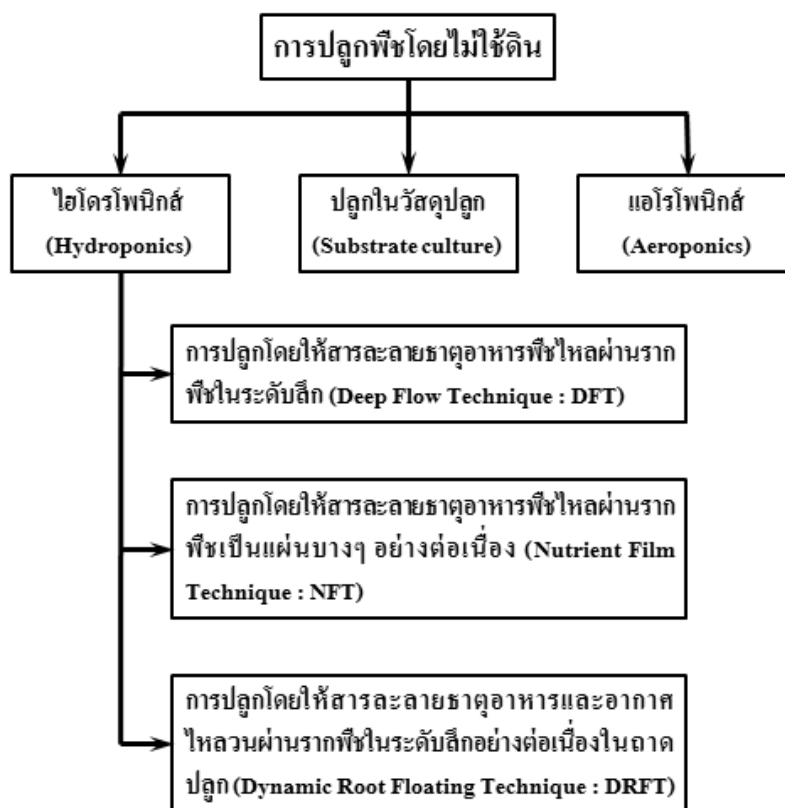 การปลูกพืชโดยไม่ใช้ดิน
ไฮโดรโพนิกส์
(Hydroponics)
ปลูกในวัสดุปลูก
(Substrate culture)
แอโรโพนิกส์
(Aeroponics)
การปลูกโดยให้สารละลายธาตุอาหารพืชไหลผ่านราก
พืชในระดับลึก (Deep Flow Technique : DFT)
การปลูกโดยให้สารละลายธาตุอาหารพืชไหลผ่านราก
พืชเป็นแผ่นบางๆ อย่างต่อเนื่อง (Nutrient Film
Technique : NFT)
การปลูกโดยให้สารละลายธาตุอาหารและอากาศ
ไหลวนผ่านรากพืชในระดับลึกอย่างต่อเนื่องในถาด
ปลูก (Dynamic Root Floating Technique : DRFT)